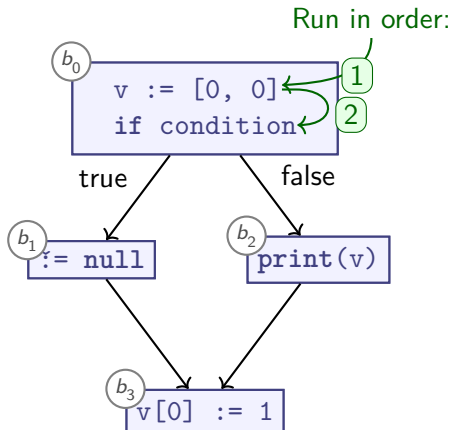 Run in order:
b0
v := [0, 0]
1
if condition
2
true
false
b1
:= null
b2
print(v)
b3
v[0] := 1